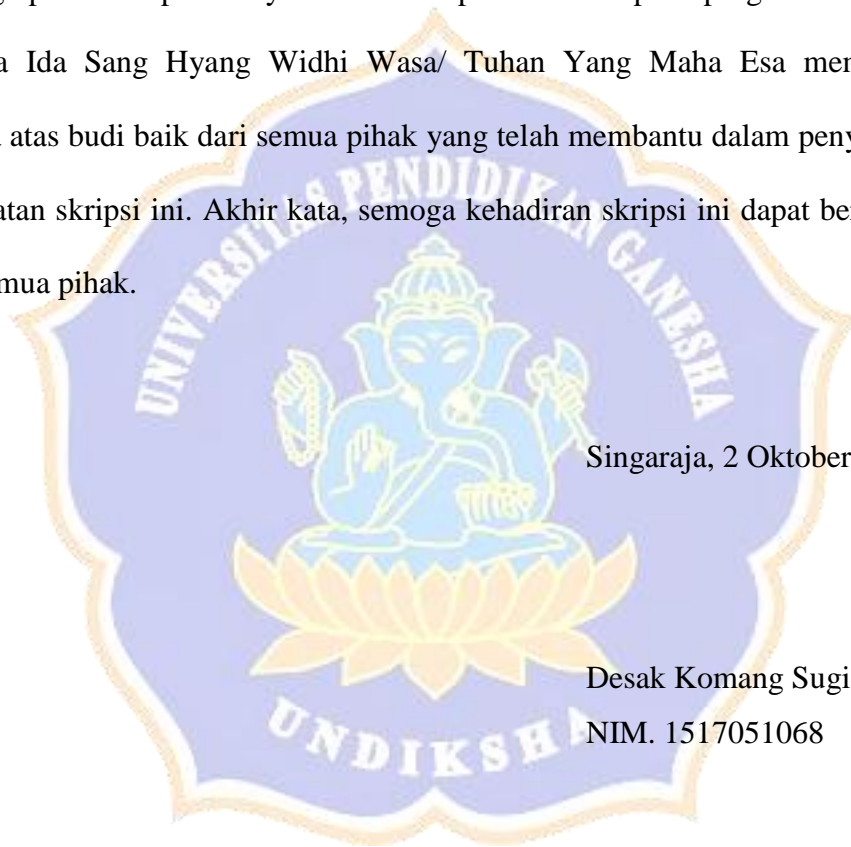 a Ida Sang Hyang Widhi Wasa/ Tuhan Yang Maha Esa
atas budi baik dari semua pihak yang telah membantu dalam
skripsi ini. Akhir kata, semoga kehadiran skripsi ini dapat
pihak.
UNIVERSITAS PENDIDIKAN GANESHA
Singaraja, 2 Oktober
Desak Komang Sugi
NIM. 1517051068
UNDIKSHA